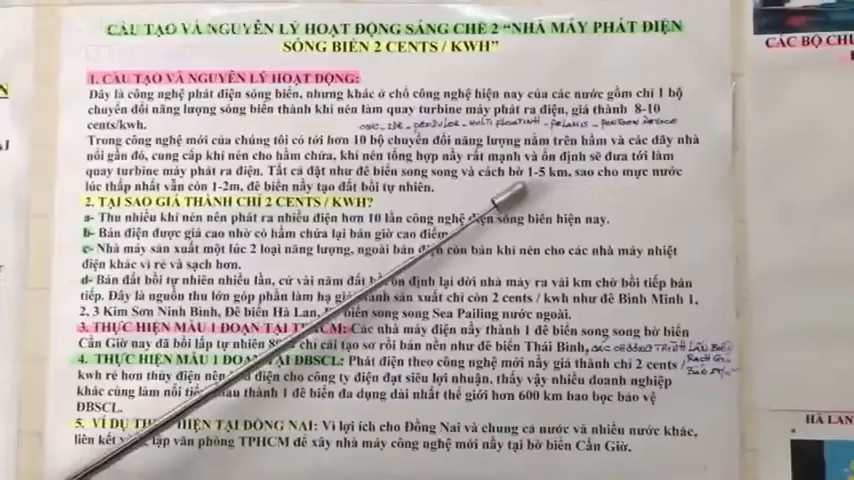 CẤU TẠO VÀ NGUYÊN LÝ HOẠT ĐỘNG SÁNG CHẾ 2 "NHÀ MÁY PHÁT ĐIỆN
SÓNG BIỂN 2 CENTS / KWH"
1. CẤU TẠO VÀ NGUYÊN LÝ HOẠT ĐỘNG:
Đây là công nghệ phát điện sóng biển, nhưng khác ở chổ công nghệ hiện nay của các nước gồm chỉ 1 bộ
chuyển đổi năng lượng sóng biển thành khí nén làm quay turbine máy phát ra điện, giá thành 8-10
cents/kwh.
Trong công nghệ mới của chúng tôi có tới hơn 10 bộ chuyển đổi năng lượng nằm trên hầm và các dãy nhà
nổi gần đó, cung cấp khí nén cho hầm chứa, khí nén tổng hợp nầy rất mạnh và ổn định sẽ đưa tới làm
quay turbine máy phát ra điện. Tất cả đặt như đê biển song song và cách bờ 1-5 km, sao cho mực nước
lúc thấp nhất vẫn còn 1-2m, đê biển nầy tạo đất bồi tự nhiên.
2. TẠI SAO GIÁ THÀNH CHỈ 2 CENTS / KWH?
a- Thu nhiều khí nén nên phát ra nhiều điện hơn 10 lần công nghệ điện sóng biển hiện nay.
b- Bán điện được giá cao nhờ có hầm chứa lại bán giờ cao điểm
c- Nhà máy sản xuất một lúc 2 loại năng lượng, ngoài bán điện còn bán khí nén cho các nhà máy nhiệt
điện khác vì rẻ và sạch hơn.
d- Bán đất bồi tự nhiên nhiều lần, cứ vài năm đất bồi ổn định lại dời nhà máy ra vài km chờ bồi tiếp bán
tiếp. Đây là nguồn thu lớn góp phần làm hạ giá thành sản xuất chỉ còn 2 cents / kwh như đê Bình Minh 1,
2, 3 Kim Sơn Ninh Bình, Đê biển Hà Lan, biển song song Sea Pailing nước ngoài.
3. THỰC HIỆN MẪU 1 ĐOẠN TẠI TPHCM: Các nhà máy điện nầy thành 1 đê biển song song bờ biển
Cần Giờ nay đã bồi lấp tự nhiên chỉ cải tạo sơ rồi bán nền như đê biển Thái Bình,
4. THỰC HIỆN MẪU 1 ĐOẠN TẠI ĐBSCL: Phát điện theo công nghệ mới nầy giá thành chỉ 2 cents /
kwh rẻ hơn thủy điện nên điện cho công ty điện đạt siêu lợi nhuận, thấy vậy nhiều doanh nghiệp
khác cùng làm nối thành 1 đê biển đa dụng dài nhất thế giới hơn 600 km bao bọc bảo vệ
ĐBSCL.
5. VÍ DỤ HIỆN TẠI ĐỒNG NAI: Vì lợi ích cho Đồng Nai và chung cả nước và nhiều nước khác,
liên kết lập văn phòng TPHCM để xây nhà máy công nghệ mới nầy tại bờ biển Cần Giờ.
CÁC BỘ
HÀ LAN